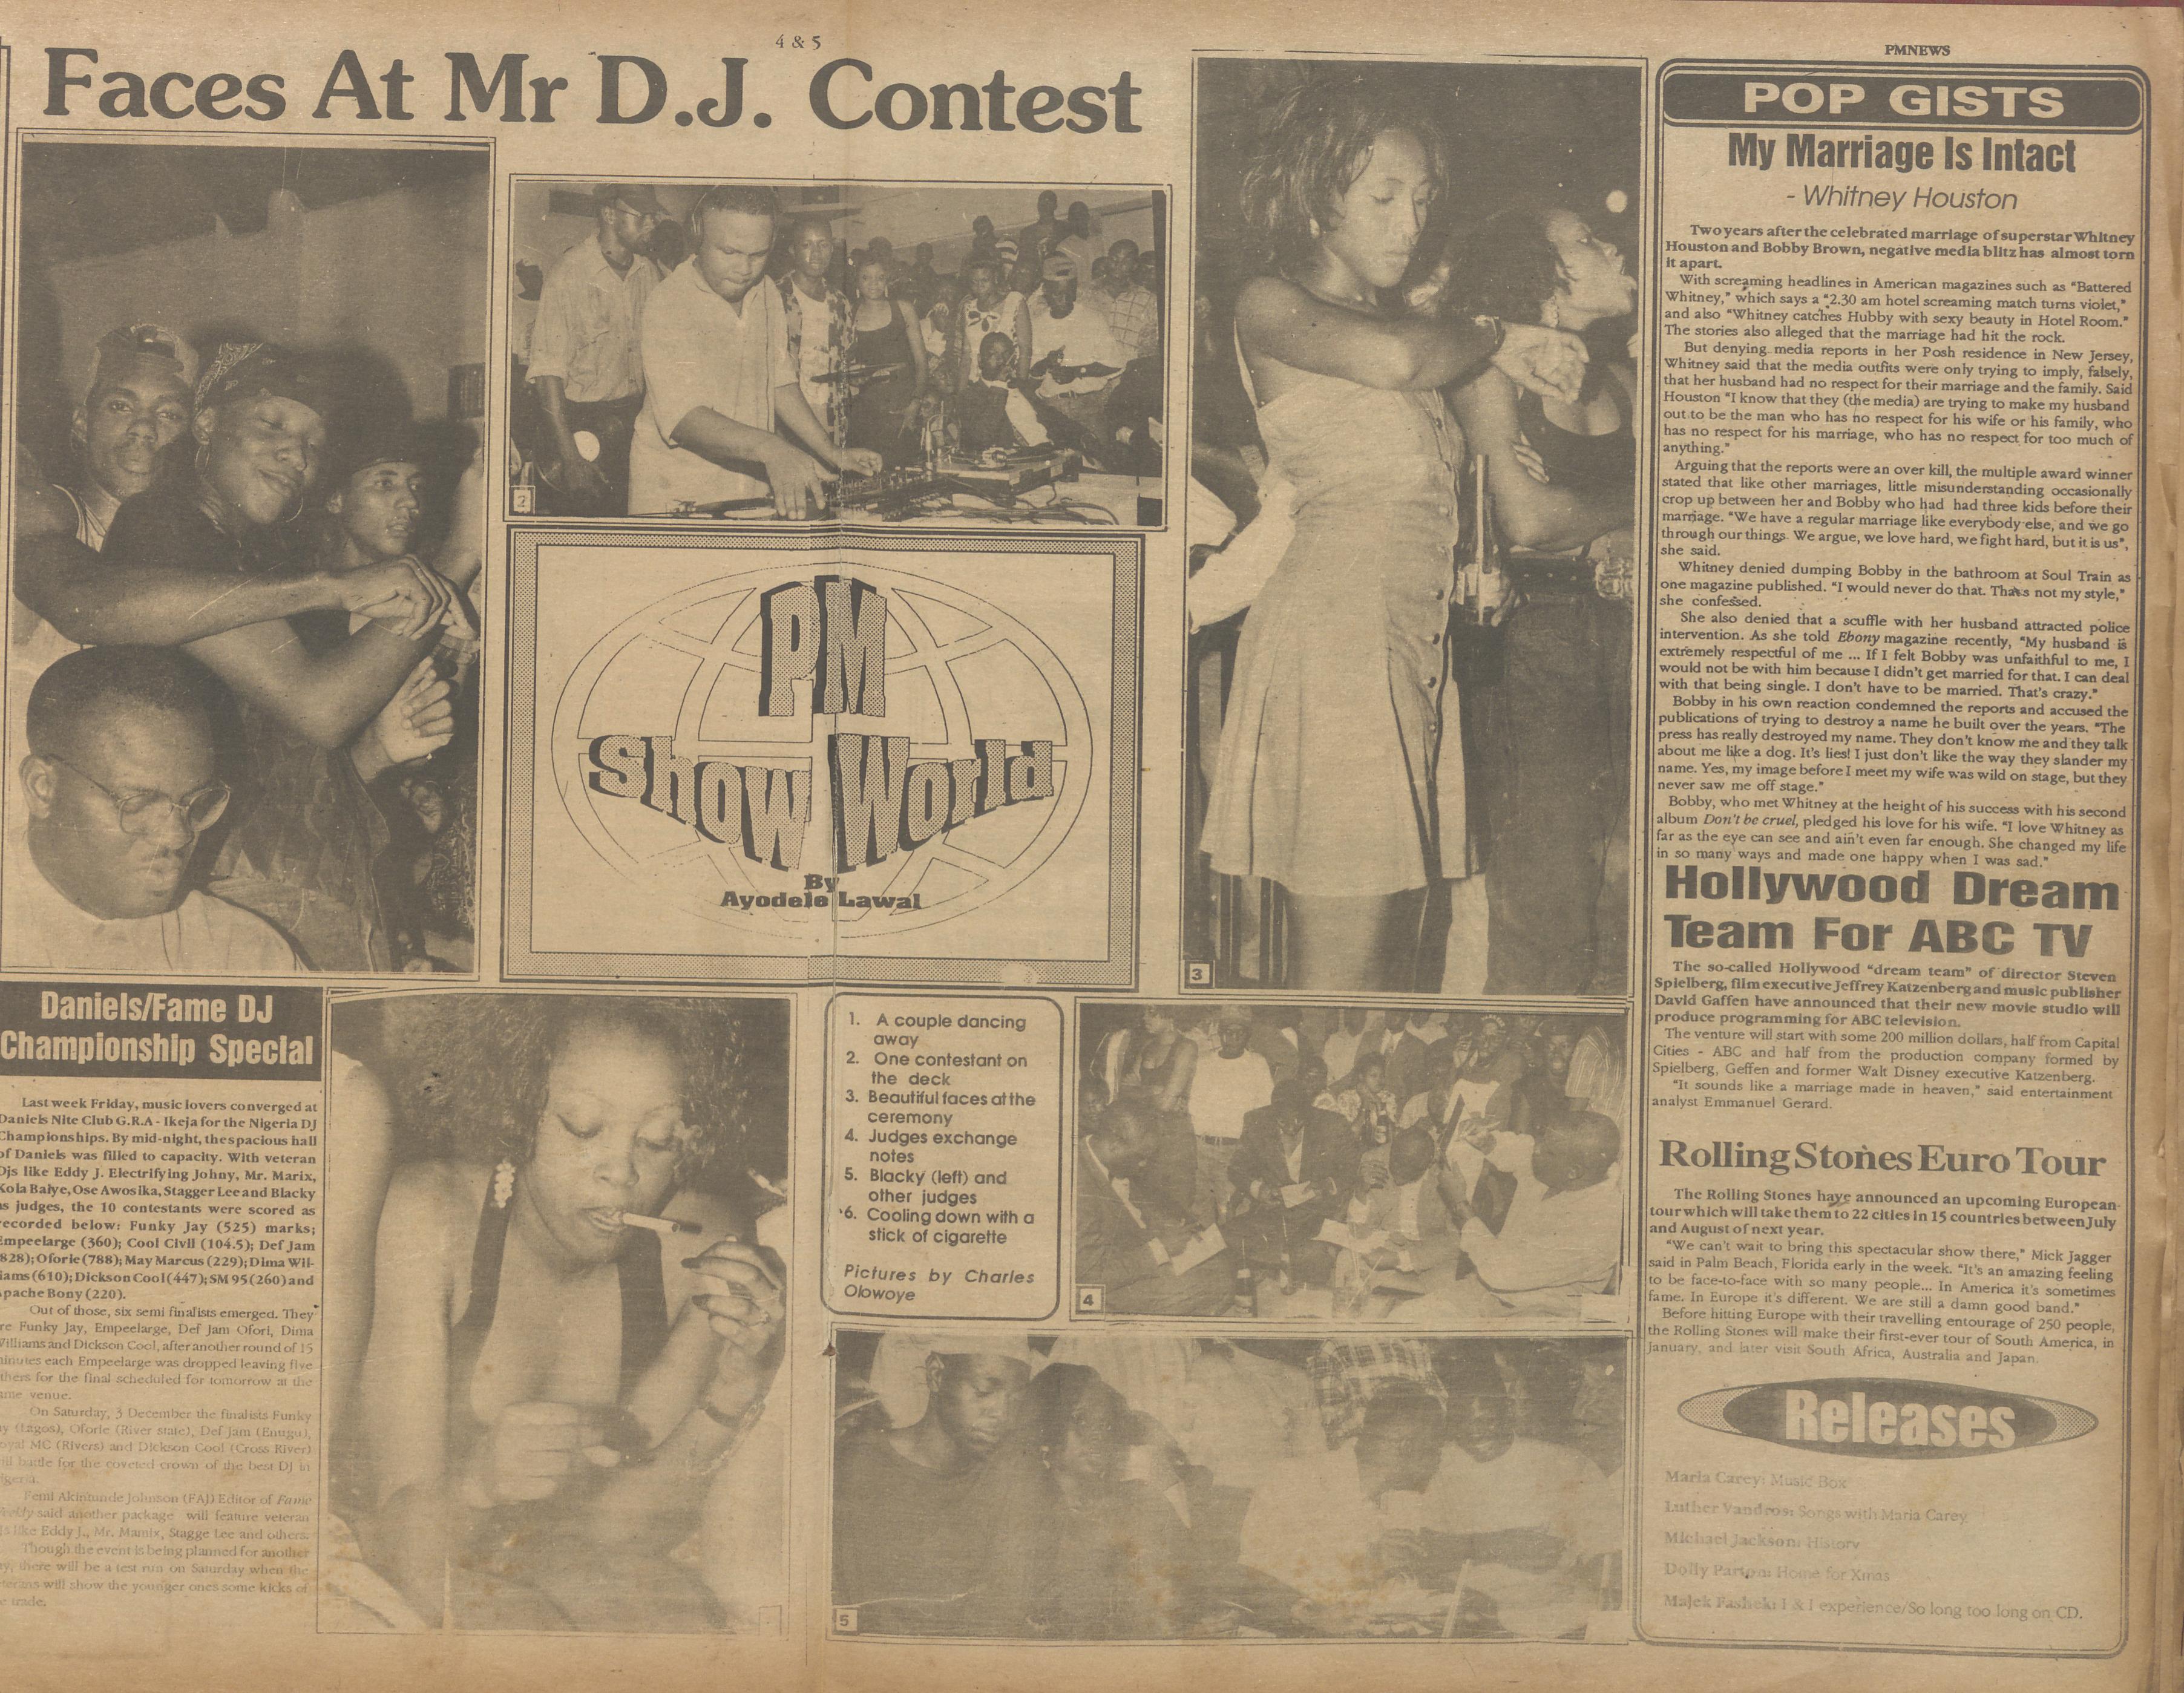 4 & 5
PMNEWS
Faces At Mr D.J. Contest
2
PM
Show World
By
Ayodele Lawal
3
Daniels/Fame DJ
Championship Special
Last week Friday, music lovers converged at
Daniels Nite Club G.R.A - Ikeja for the Nigeria DJ
Championships. By mid-night, the spacious hall
of Daniels was filled to capacity. With veteran
Djs like Eddy J. Electrifying Johny, Mr. Marix,
Kola Balye, Ose Awosika, Stagger Lee and Blacky
as judges, the 10 contestants were scored as
recorded below: Funky Jay (525) marks;
Empeelarge (360); Cool Civil (104.5); Def Jam
828); Oforie (788); May Marcus (229); Dima Wil-
iams (610); Dickson Cool (447); SM 95 (260) and
Apache Bony (220).
Out of those, six semi finalists emerged. They
re Funky Jay, Empeelarge, Def Jam Ofori, Dima
Williams and Dickson Cool, after another round of 15
minutes each Empeelarge was dropped leaving five
thers for the final scheduled for tomorrow at the
ame venue.
On Saturday, 3 December the finalists Funky
ay (Lagos), Oforie (River state), Def Jam (Enugu),
oyal MC (Rivers) and Dickson Cool (Cross River)
ill battle for the coveted crown of the best DJ in
igeria.
Femi Akintunde Johnson (FAJ) Editor of Fame
Weekly said another package will feature veteran
Js like Eddy J., Mr. Mamix, Stagge Lee and others.
Though the event is being planned for another
ay, there will be a test run on Saturday when the
eterans will show the younger ones some kicks of
e trade.
1. A couple dancing
away
2. One contestant on
the deck
3. Beautiful faces at the
ceremony
4. Judges exchange
notes
5. Blacky (left) and
other judges
6. Cooling down with a
stick of cigarette
Pictures by Charles
Olowoye
4
5
POP GISTS
My Marriage Is Intact
- Whitney Houston
Two years after the celebrated marriage of superstar Whitney
Houston and Bobby Brown, negative media blitz has almost torn
it apart.
With screaming headlines in American magazines such as "Battered
Whitney," which says a "2.30 am hotel screaming match turns violet,"
and also "Whitney catches Hubby with sexy beauty in Hotel Room."
The stories also alleged that the marriage had hit the rock.
But denying media reports in her Posh residence in New Jersey,
Whitney said that the media outfits were only trying to imply, falsely,
that her husband had no respect for their marriage and the family. Said
Houston "I know that they (the media) are trying to make my husband
out to be the man who has no respect for his wife or his family, who
has no respect for his marriage, who has no respect for too much of
anything."
Arguing that the reports were an over kill, the multiple award winner
stated that like other marriages, little misunderstanding occasionally
crop up between her and Bobby who had had three kids before their
marriage. "We have a regular marriage like everybody else, and we go
through our things. We argue, we love hard, we fight hard, but it is us",
she said.
Whitney denied dumping Bobby in the bathroom at Soul Train as
one magazine published. "I would never do that. Thats not my style,"
she confessed.
She also denied that a scuffle with her husband attracted police
intervention. As she told Ebony magazine recently, "My husband is
extremely respectful of me ... If I felt Bobby was unfaithful to me, I
would not be with him because I didn't get married for that. I can deal
with that being single. I don't have to be married. That's crazy."
Bobby in his own reaction condemned the reports and accused the
publications of trying to destroy a name he built over the years. "The
press has really destroyed my name. They don't know me and they talk
about me like a dog. It's lies! I just don't like the way they slander my
name. Yes, my image before I meet my wife was wild on stage, but they
never saw me off stage."
Bobby, who met Whitney at the height of his success with his second
album Don't be cruel, pledged his love for his wife. "I love Whitney as
far as the eye can see and ain't even far enough. She changed my life
in so many ways and made one happy when I was sad."
Hollywood Dream
Team For ABC TV
The so-called Hollywood "dream team" of director Steven
Spielberg, film executive Jeffrey Katzenberg and music publisher
David Gaffen have announced that their new movie studio will
produce programming for ABC television.
The venture will start with some 200 million dollars, half from Capital
Cities - ABC and half from the production company formed by
Spielberg, Geffen and former Walt Disney executive Katzenberg.
"It sounds like a marriage made in heaven," said entertainment
analyst Emmanuel Gerard.
Rolling Stones Euro Tour
The Rolling Stones have announced an upcoming European
tour which will take them to 22 cities in 15 countries between July
and August of next year.
"We can't wait to bring this spectacular show there," Mick Jagger
said in Palm Beach, Florida early in the week. "It's an amazing feeling
to be face-to-face with so many people... In America it's sometimes
fame. In Europe it's different. We are still a damn good band."
Before hitting Europe with their travelling entourage of 250 people,
the Rolling Stones will make their first-ever tour of South America, in
January, and later visit South Africa, Australia and Japan.
Releases
Maria Carey: Music Box
Luther Vandros: Songs with Maria Carey
Michael Jackson: History
Dolly Parton: Home for Xmas
Majek Fashek: I & I experience/So long too long on CD.